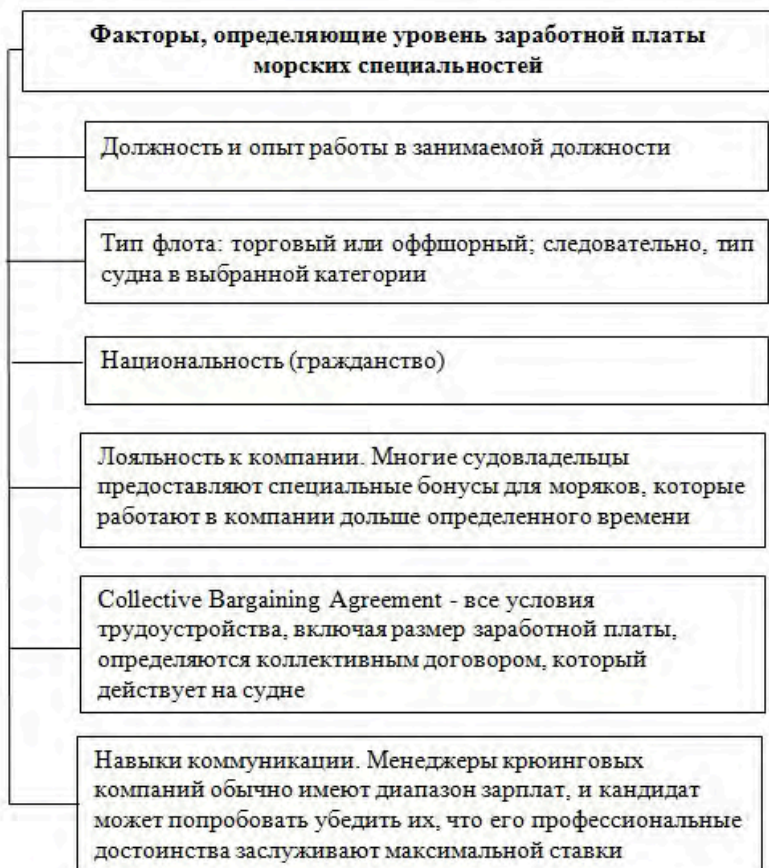 Факторы, определяющие уровень заработной платы
морских специальностей
Должность и опыт работы в занимаемой должности
Тип флота: торговый или оффшорный; следовательно, тип
судна в выбранной категории
Национальность (гражданство)
Лояльность к компании. Многие судовладельцы
предоставляют специальные бонусы для моряков, которые
работают в компании дольше определенного времени
Collective Bargaining Agreement - все условия
трудоустройства, включая размер заработной платы,
определяются коллективным договором, который
действует на судне
Навыки коммуникации. Менеджеры крюинговых
компаний обычно имеют диапазон зарплат, и кандидат
может попробовать убедить их, что его профессиональные
достоинства заслуживают максимальной ставки